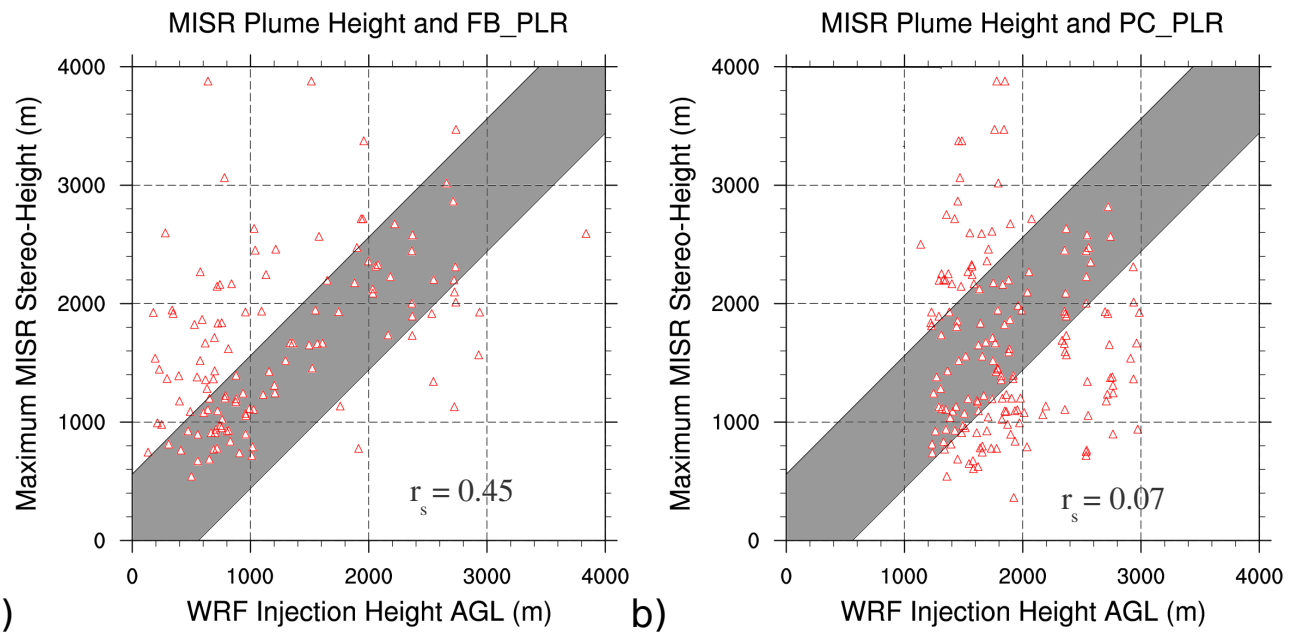 MISR Plume Height and FB_PLR
Maximum MISR Stereo-Height (m)
4000
3000
2000
1000
0
r_s = 0.45
0 1000 2000 3000 4000
WRF Injection Height AGL (m)
)
MISR Plume Height and PC_PLR
Maximum MISR Stereo-Height (m)
4000
3000
2000
1000
0
r_s = 0.07
0 1000 2000 3000 4000
WRF Injection Height AGL (m)
b)